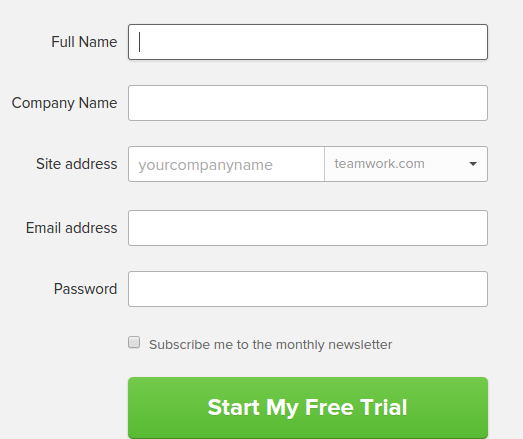 Full Name
Company Name
Site address yourcompanyname teamwork.com
Email address
Password
Subscribe me to the monthly newsletter
Start My Free Trial